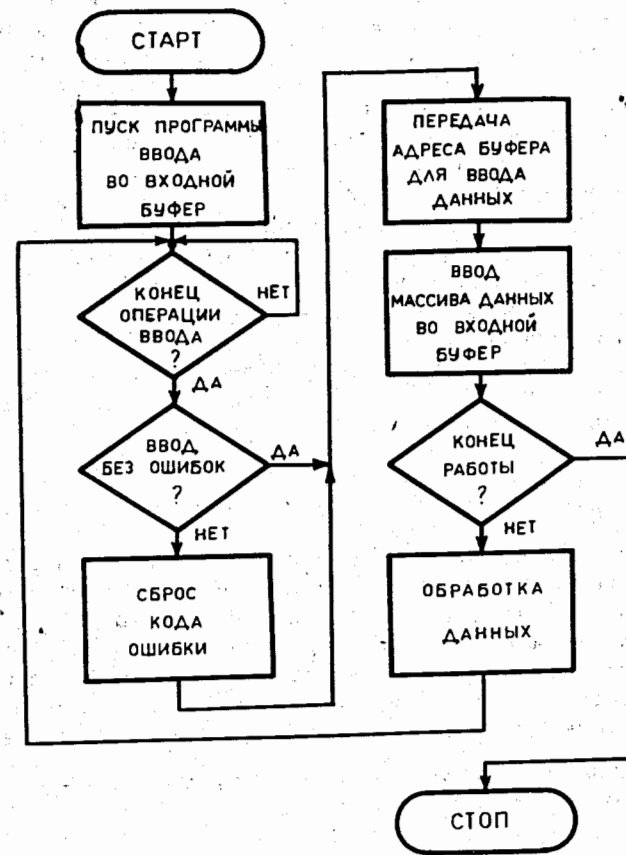 СТАРТ
ПУСК ПРОГРАММЫ
ВВОДА
ВО ВХОДНОЙ
БУФЕР
КОНЕЦ
ОПЕРАЦИИ
ВВОДА
?
НЕТ
ДА
ВВОД
БЕЗ ОШИБОК
?
ДА
НЕТ
СБРОС
КОДА
ОШИБКИ
ПЕРЕДАЧА
АДРЕСА БУФЕРА
ДЛЯ ВВОДА
ДАННЫХ
ВВОД
МАССИВА ДАННЫХ
ВО ВХОДНОЙ
БУФЕР
КОНЕЦ
РАБОТЫ
?
ДА
НЕТ
ОБРАБОТКА
ДАННЫХ
СТОП